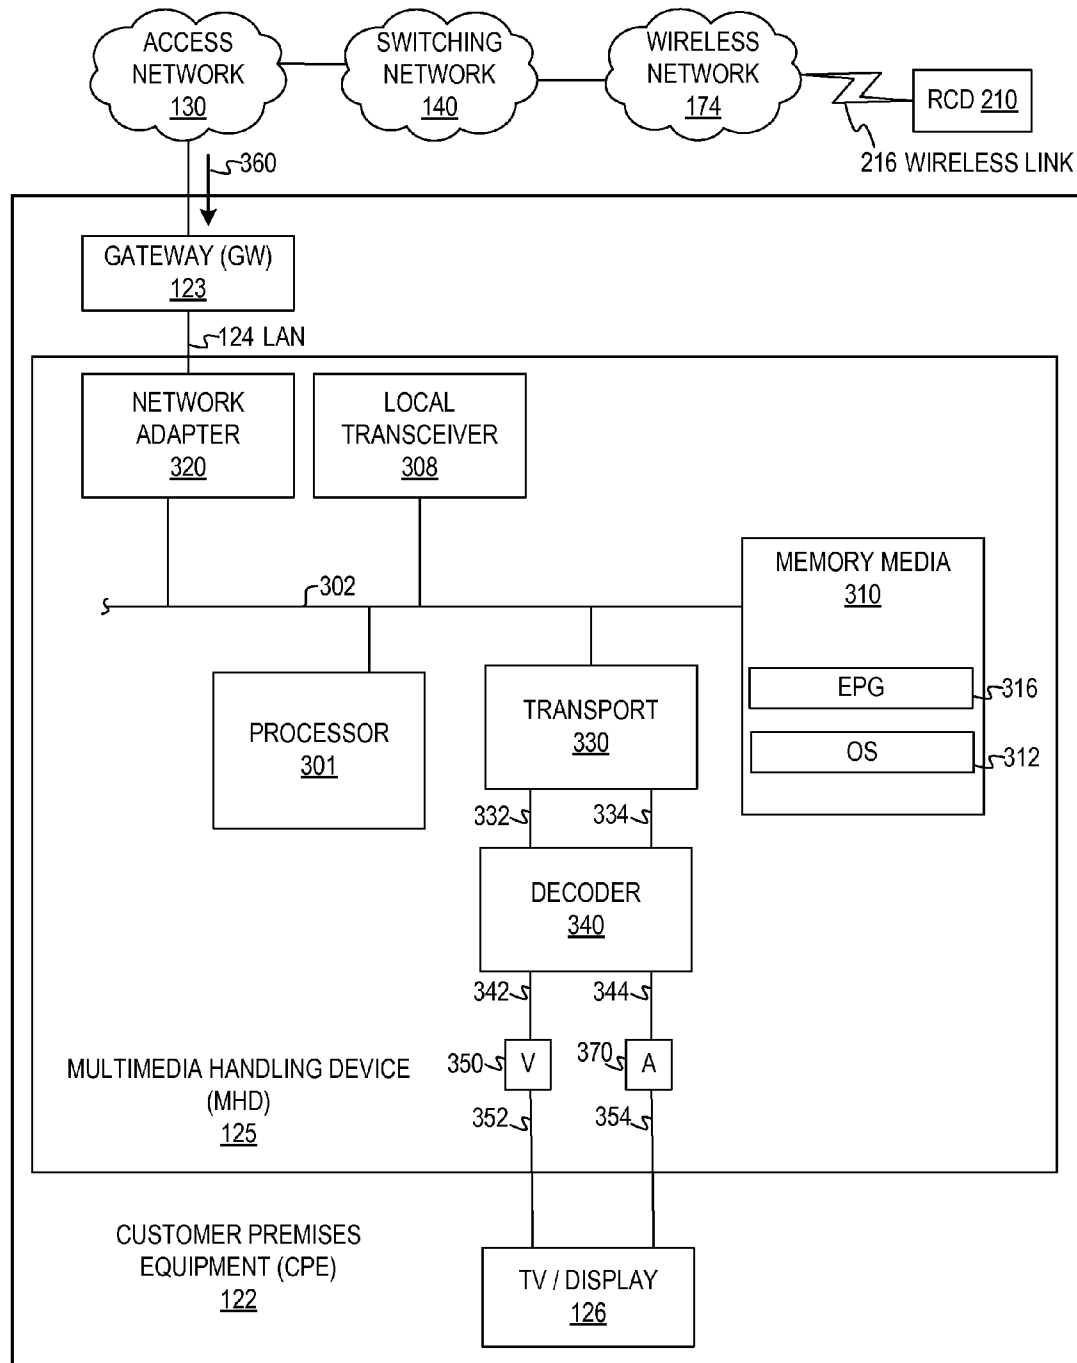 ACCESS
NETWORK
130
SWITCHING
NETWORK
140
WIRELESS
NETWORK
174
RCD 210
216 WIRELESS LINK
360
GATEWAY (GW)
123
124 LAN
NETWORK
ADAPTER
320
LOCAL
TRANSCEIVER
308
302
MEMORY MEDIA
310
EPG
316
OS
312
PROCESSOR
301
TRANSPORT
330
332
334
DECODER
340
342
344
350
V
370
A
352
354
MULTIMEDIA HANDLING DEVICE
(MHD)
125
CUSTOMER PREMISES
EQUIPMENT (CPE)
122
TV / DISPLAY
126